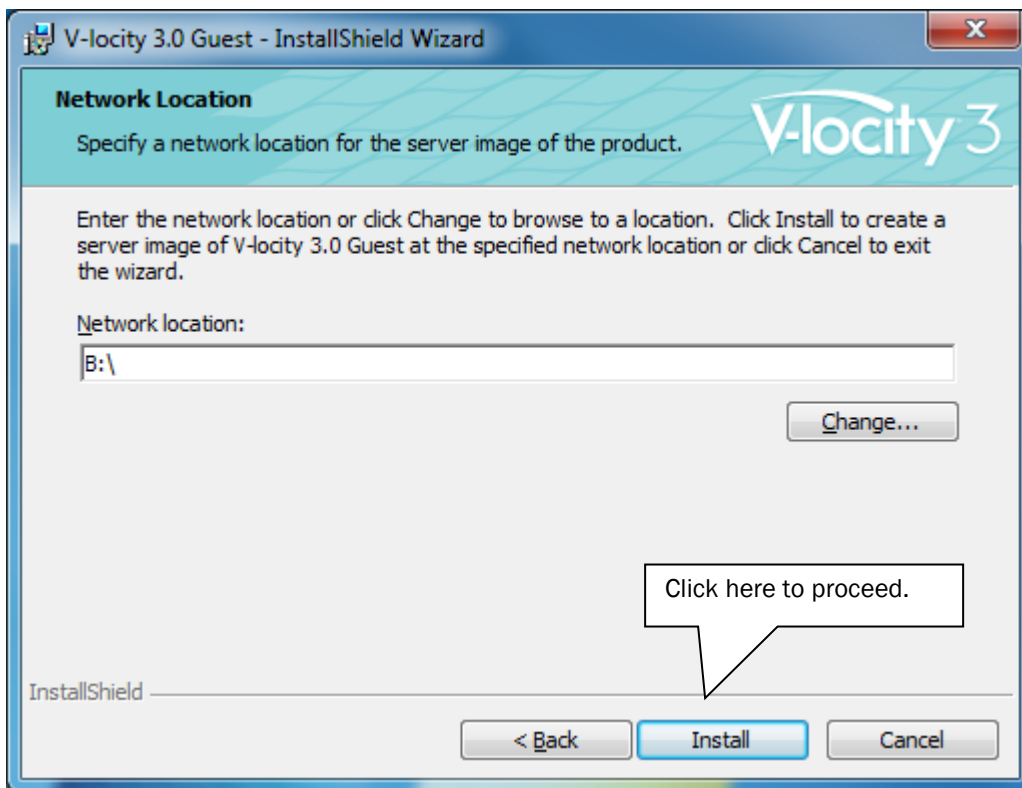 V-locity 3.0 Guest - InstallShield Wizard
Network Location
Specify a network location for the server image of the product.
V-locity 3
Enter the network location or click Change to browse to a location.  Click Install to create a
server image of V-locity 3.0 Guest at the specified network location or click Cancel to exit
the wizard.
Network location:
B:\
Change...
Click here to proceed.
InstallShield
< Back
Install
Cancel